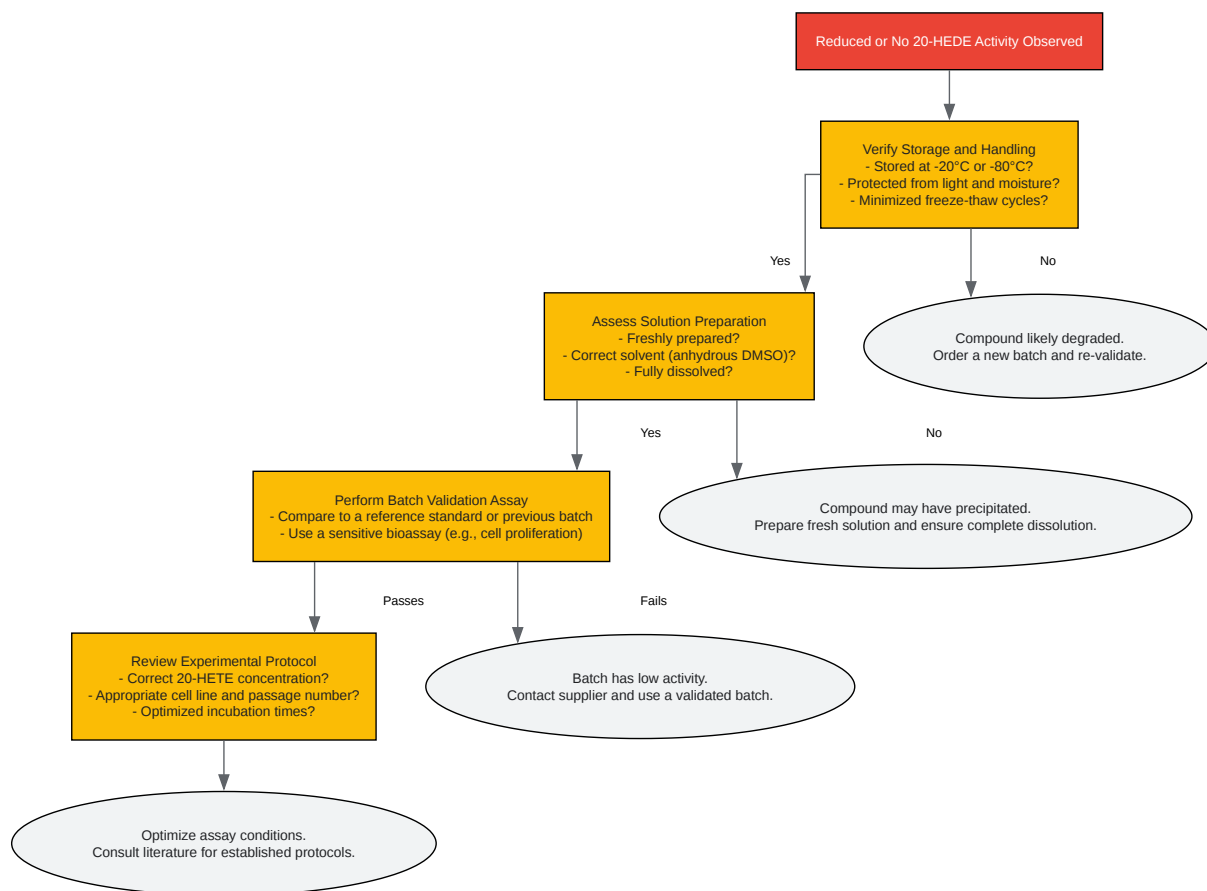 Reduced or No 20-HEDE Activity Observed
Verify Storage and Handling
- Stored at -20°C or -80°C?
- Protected from light and moisture?
- Minimized freeze-thaw cycles?
Yes
No
Assess Solution Preparation
- Freshly prepared?
- Correct solvent (anhydrous DMSO)?
- Fully dissolved?
Compound likely degraded.
Order a new batch and re-validate.
Yes
No
Perform Batch Validation Assay
- Compare to a reference standard or previous batch
- Use a sensitive bioassay (e.g., cell proliferation)
Compound may have precipitated.
Prepare fresh solution and ensure complete dissolution.
Passes
Fails
Review Experimental Protocol
- Correct 20-HETE concentration?
- Appropriate cell line and passage number?
- Optimized incubation times?
Batch has low activity.
Contact supplier and use a validated batch.
Optimize assay conditions.
Consult literature for established protocols.